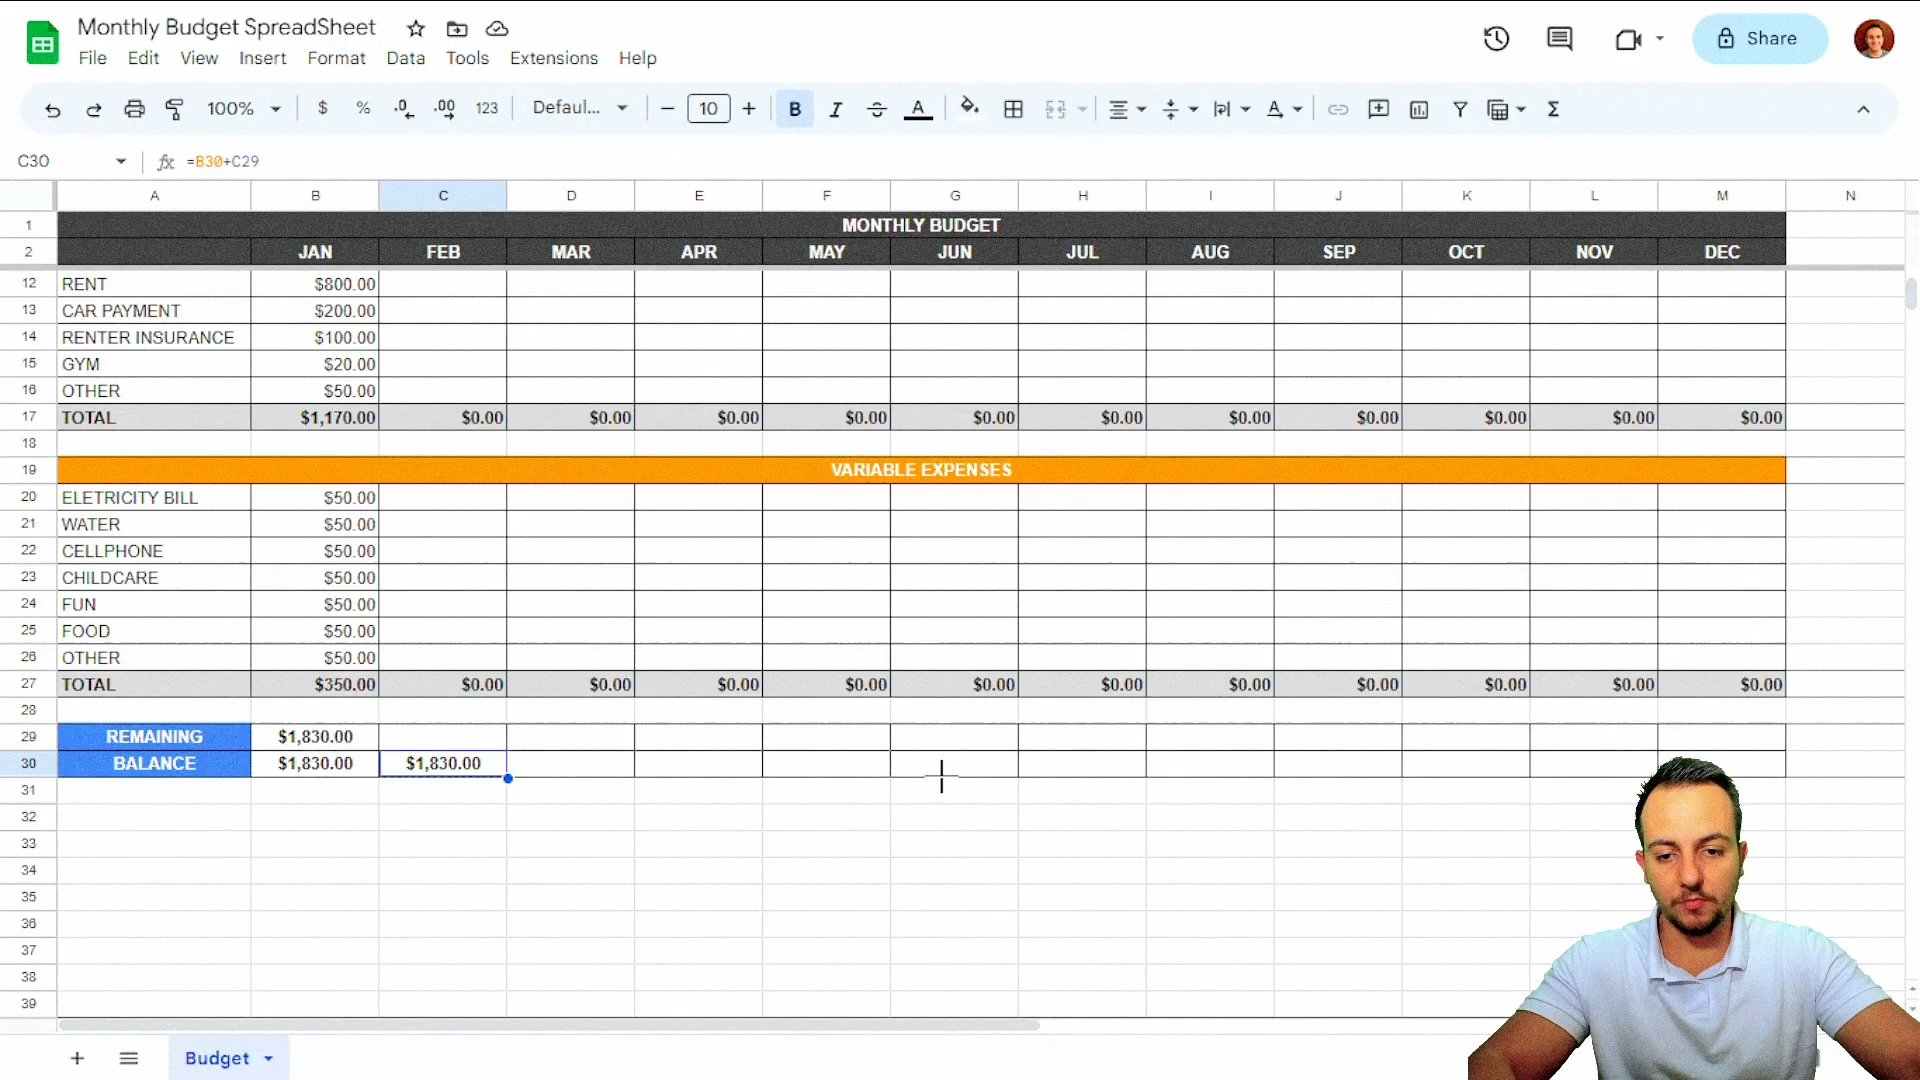 Monthly Budget SpreadSheet
File Edit View Insert Format Data Tools Extensions Help
Share
100% $ % .0 .00 123 Defaul... 10 B I A A Σ
C30 fx =B30+C29
A B C D E F G H I J K L M N
1 MONTHLY BUDGET
2 JAN FEB MAR APR MAY JUN JUL AUG SEP OCT NOV DEC
12 RENT $800.00
13 CAR PAYMENT $200.00
14 RENTER INSURANCE $100.00
15 GYM $20.00
16 OTHER $50.00
17 TOTAL $1,170.00 $0.00 $0.00 $0.00 $0.00 $0.00 $0.00 $0.00 $0.00 $0.00 $0.00 $0.00
18
19 VARIABLE EXPENSES
20 ELETRICITY BILL $50.00
21 WATER $50.00
22 CELLPHONE $50.00
23 CHILDCARE $50.00
24 FUN $50.00
25 FOOD $50.00
26 OTHER $50.00
27 TOTAL $350.00 $0.00 $0.00 $0.00 $0.00 $0.00 $0.00 $0.00 $0.00 $0.00 $0.00 $0.00
28
29 REMAINING $1,830.00
30 BALANCE $1,830.00 $1,830.00
31
32
33
34
35
36
37
38
39
Budget